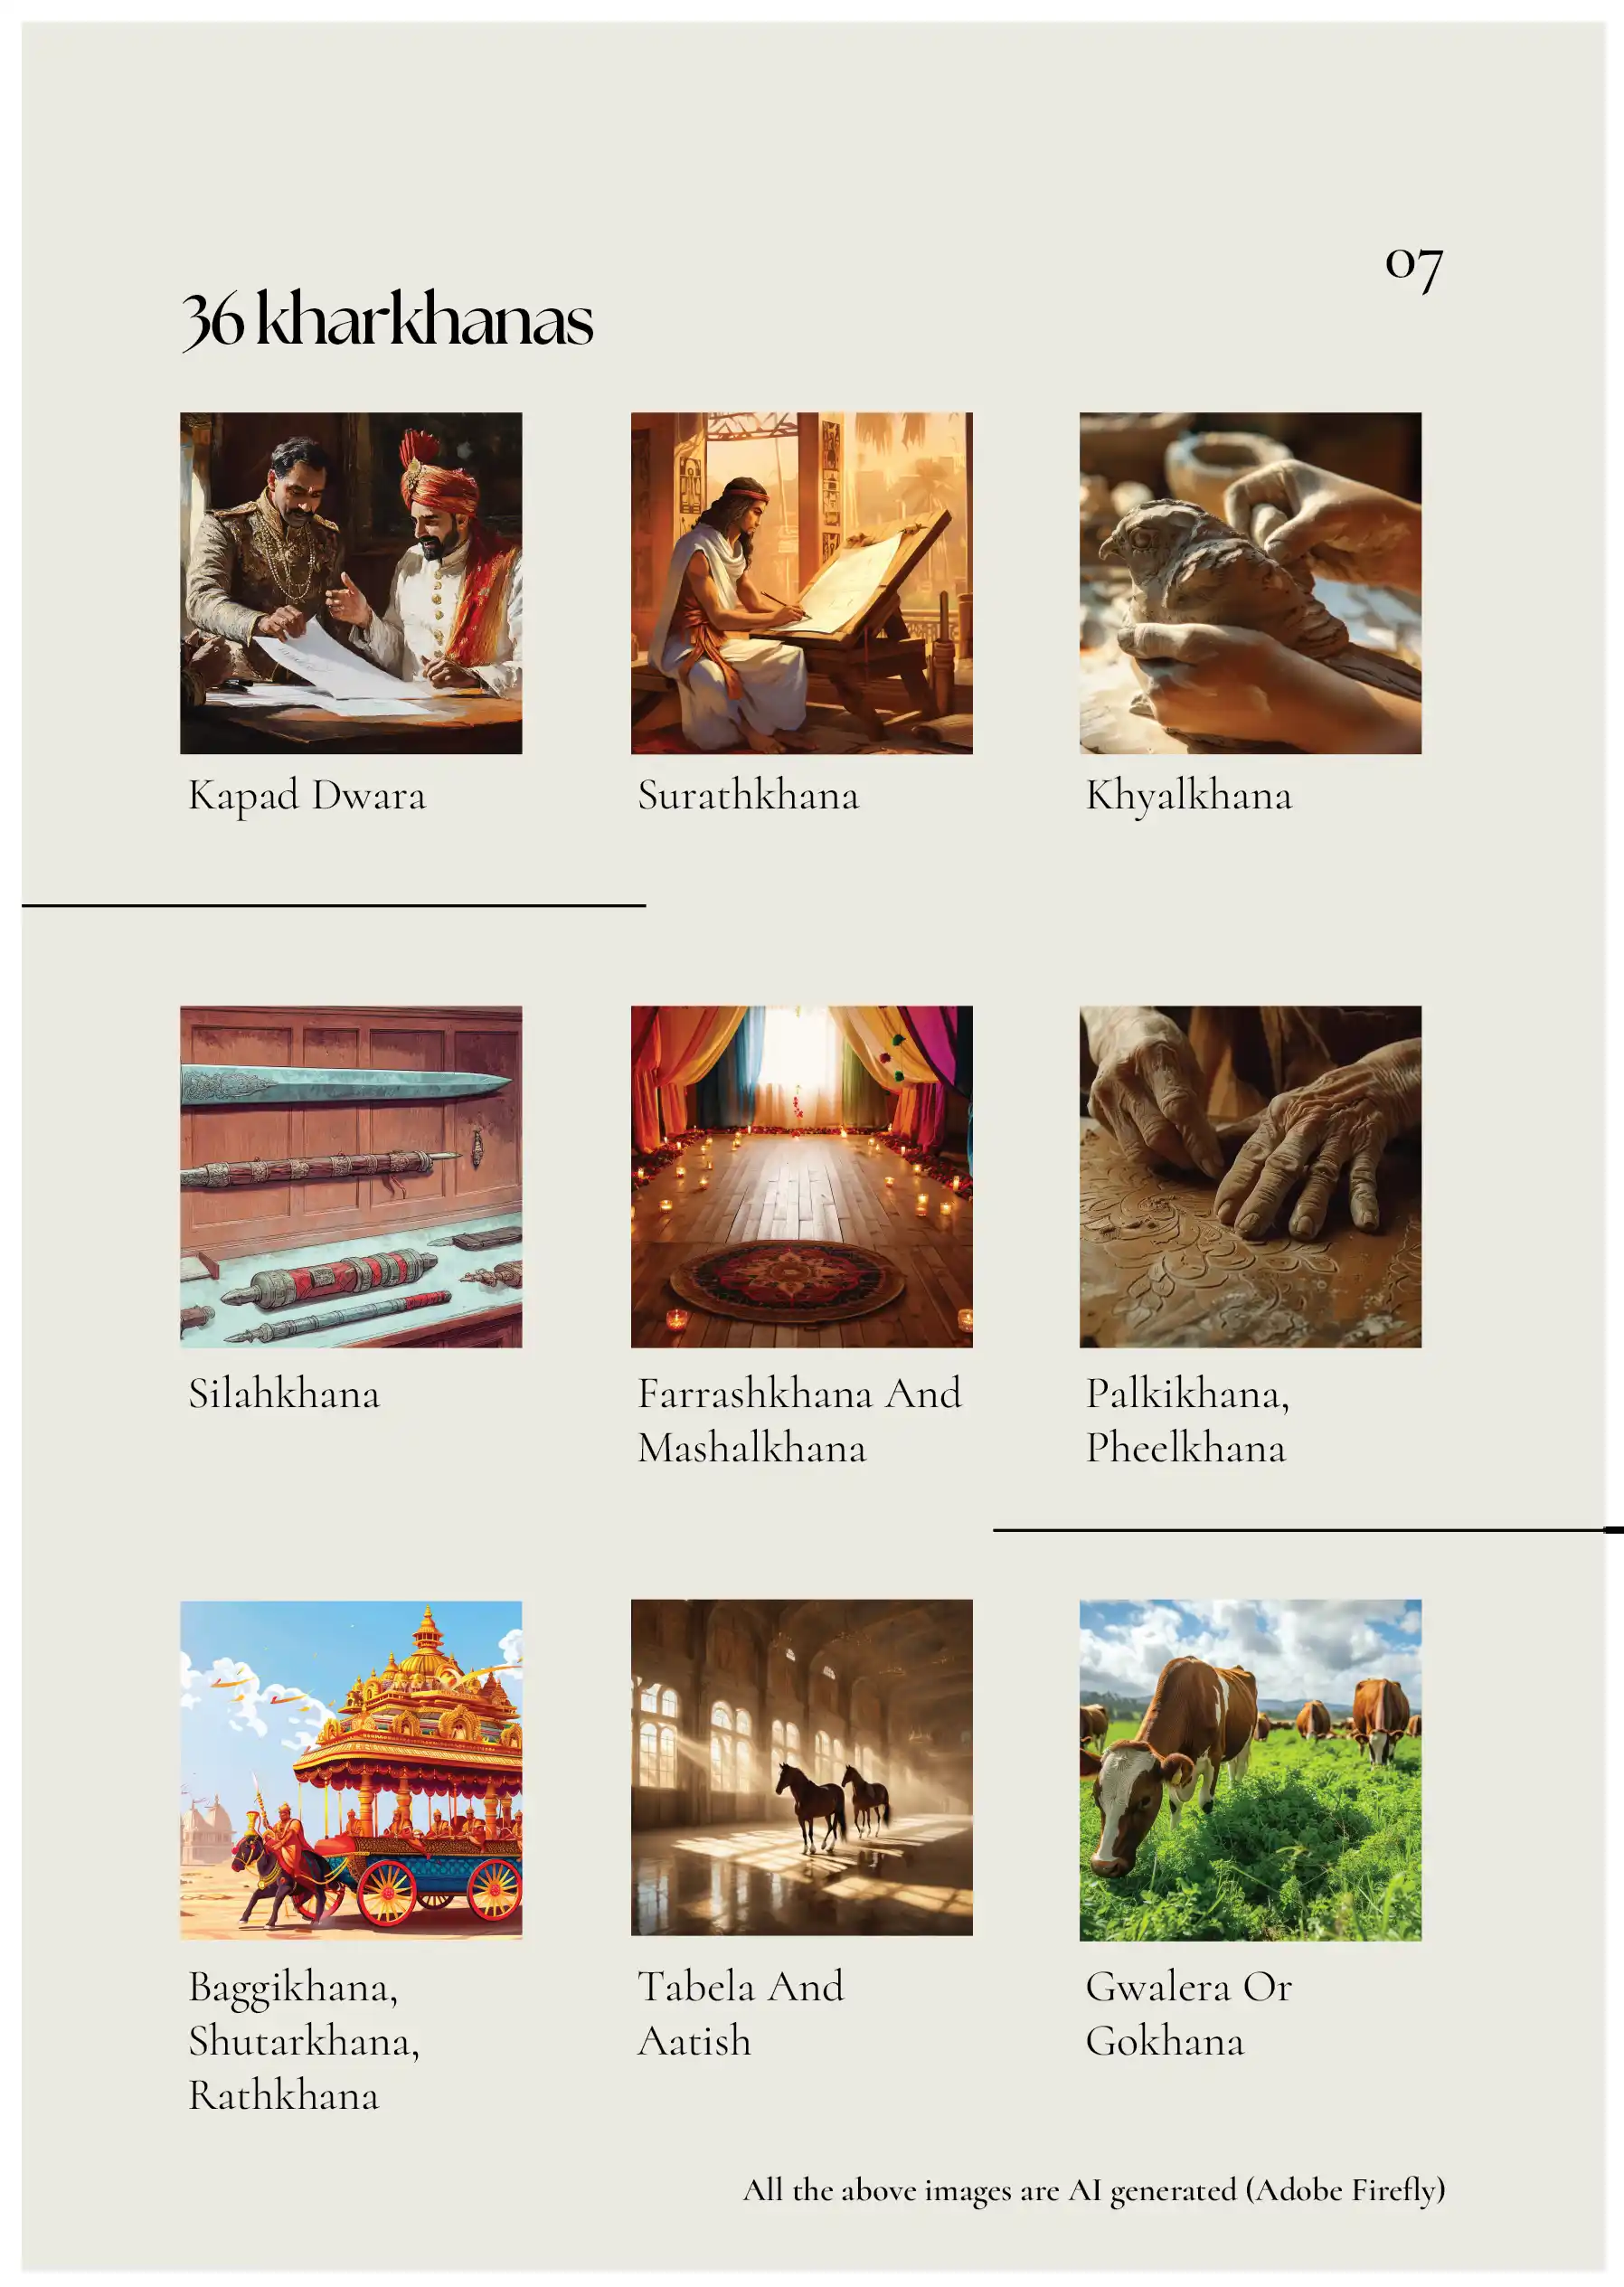 07
36 kharkhanas
Kapad Dwara
Surathkhana
Khyalkhana
Silahkhana
Farrashkhana And
Mashalkhana
Palkikhana,
Pheelkhana
Baggikhana,
Shutarkhana,
Rathkhana
Tabela And
Aatish
Gwalera Or
Gokhana
All the above images are AI generated (Adobe Firefly)